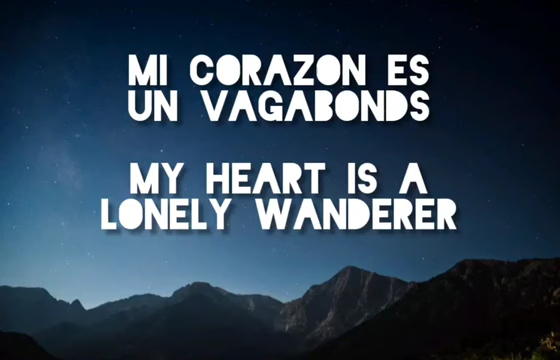 MI CORAZON ES
UN VAGABONDS
MY HEART IS A
LONELY WANDERER